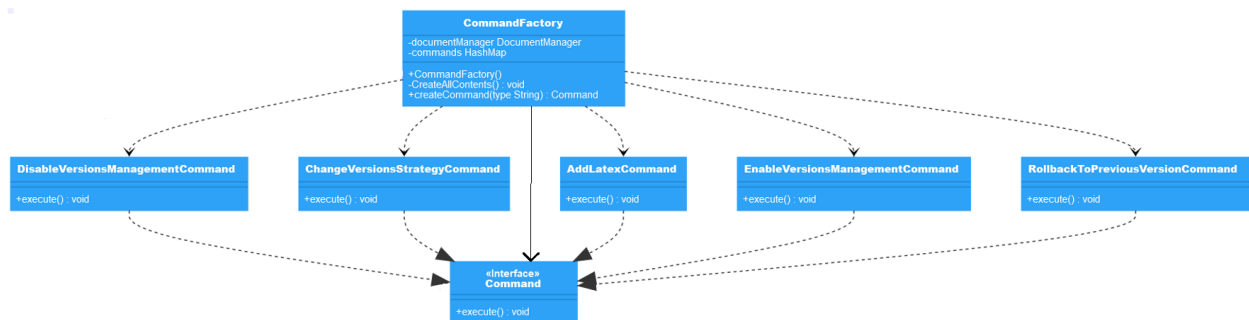 CommandFactory
-documentManager DocumentManager
-commands HashMap
+CommandFactory()
-CreateAllContents() : void
+createCommand(type String) : Command
DisableVersionsManagementCommand
+execute() : void
ChangeVersionsStrategyCommand
+execute() : void
AddLatexCommand
+execute() : void
EnableVersionsManagementCommand
+execute() : void
RollbackToPreviousVersionCommand
+execute() : void
«Interface»
Command
+execute() : void